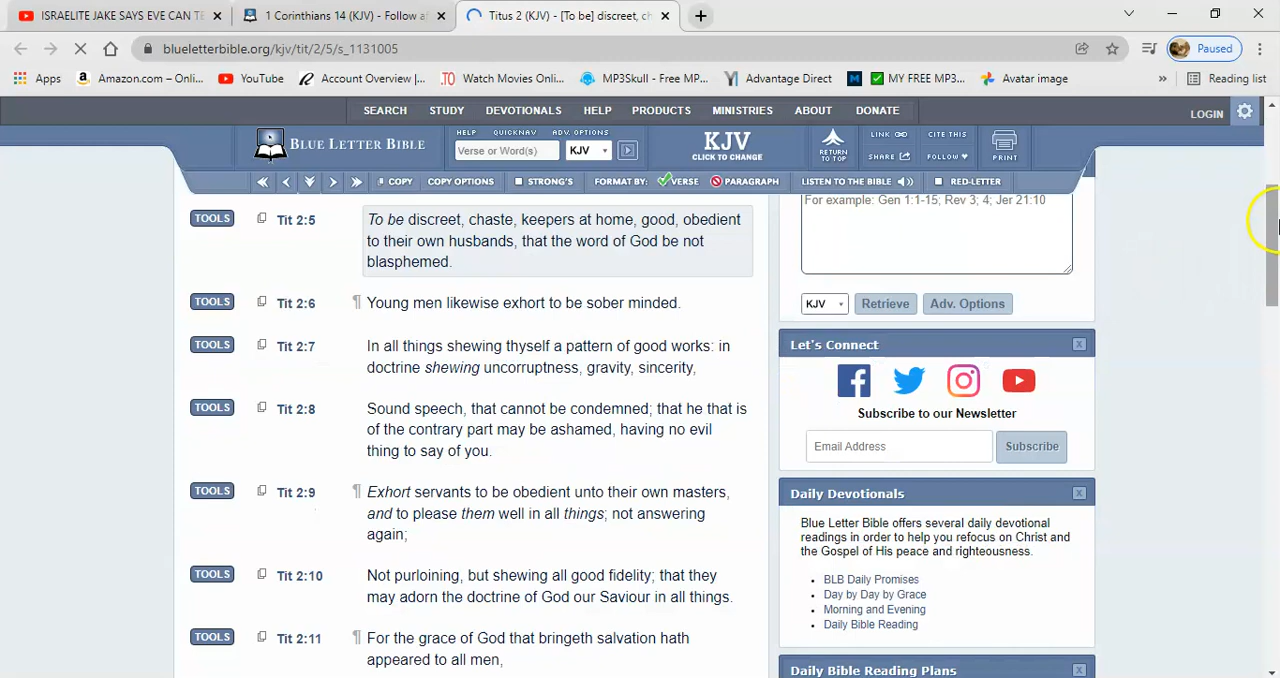 ISRAELITE JAKE SAYS EVE CAN TE
1 Corinthians 14 (KJV) - Follow af
Titus 2 (KJV) - [To be] discreet, ch
blueletterbible.org/kjv/tit/2/5/s_1131005
Paused
Apps
Amazon.com – Onli...
YouTube
Account Overview |...
Watch Movies Onlin...
MP3Skull - Free MP...
Advantage Direct
MY FREE MP3...
Avatar image
»
Reading list
SEARCH STUDY DEVOTIONALS HELP PRODUCTS MINISTRIES ABOUT DONATE
LOGIN
BLUE LETTER BIBLE
HELP QUICKNAV ADV. OPTIONS
Verse or Word(s)
KJV
KJV
CLICK TO CHANGE
RETURN
TO TOP
LINK
SHARE
CITE THIS
FOLLOW
PRINT
COPY COPY OPTIONS STRONG'S FORMAT BY: VERSE PARAGRAPH LISTEN TO THE BIBLE RED-LETTER
TOOLS Tit 2:5 To be discreet, chaste, keepers at home, good, obedient
to their own husbands, that the word of God be not
blasphemed.
TOOLS Tit 2:6 ¶ Young men likewise exhort to be sober minded.
TOOLS Tit 2:7 In all things shewing thyself a pattern of good works: in
doctrine shewing uncorruptness, gravity, sincerity,
TOOLS Tit 2:8 Sound speech, that cannot be condemned; that he that is
of the contrary part may be ashamed, having no evil
thing to say of you.
TOOLS Tit 2:9 ¶ Exhort servants to be obedient unto their own masters,
and to please them well in all things; not answering
again;
TOOLS Tit 2:10 Not purloining, but shewing all good fidelity; that they
may adorn the doctrine of God our Saviour in all things.
TOOLS Tit 2:11 ¶ For the grace of God that bringeth salvation hath
appeared to all men,
For example: Gen 1:1-15; Rev 3; 4; Jer 21:10
KJV Retrieve Adv. Options
Let's Connect
Subscribe to our Newsletter
Email Address Subscribe
Daily Devotionals
Blue Letter Bible offers several daily devotional
readings in order to help you refocus on Christ and
the Gospel of His peace and righteousness.
• BLB Daily Promises
• Day by Day by Grace
• Morning and Evening
• Daily Bible Reading
Daily Bible Reading Plans